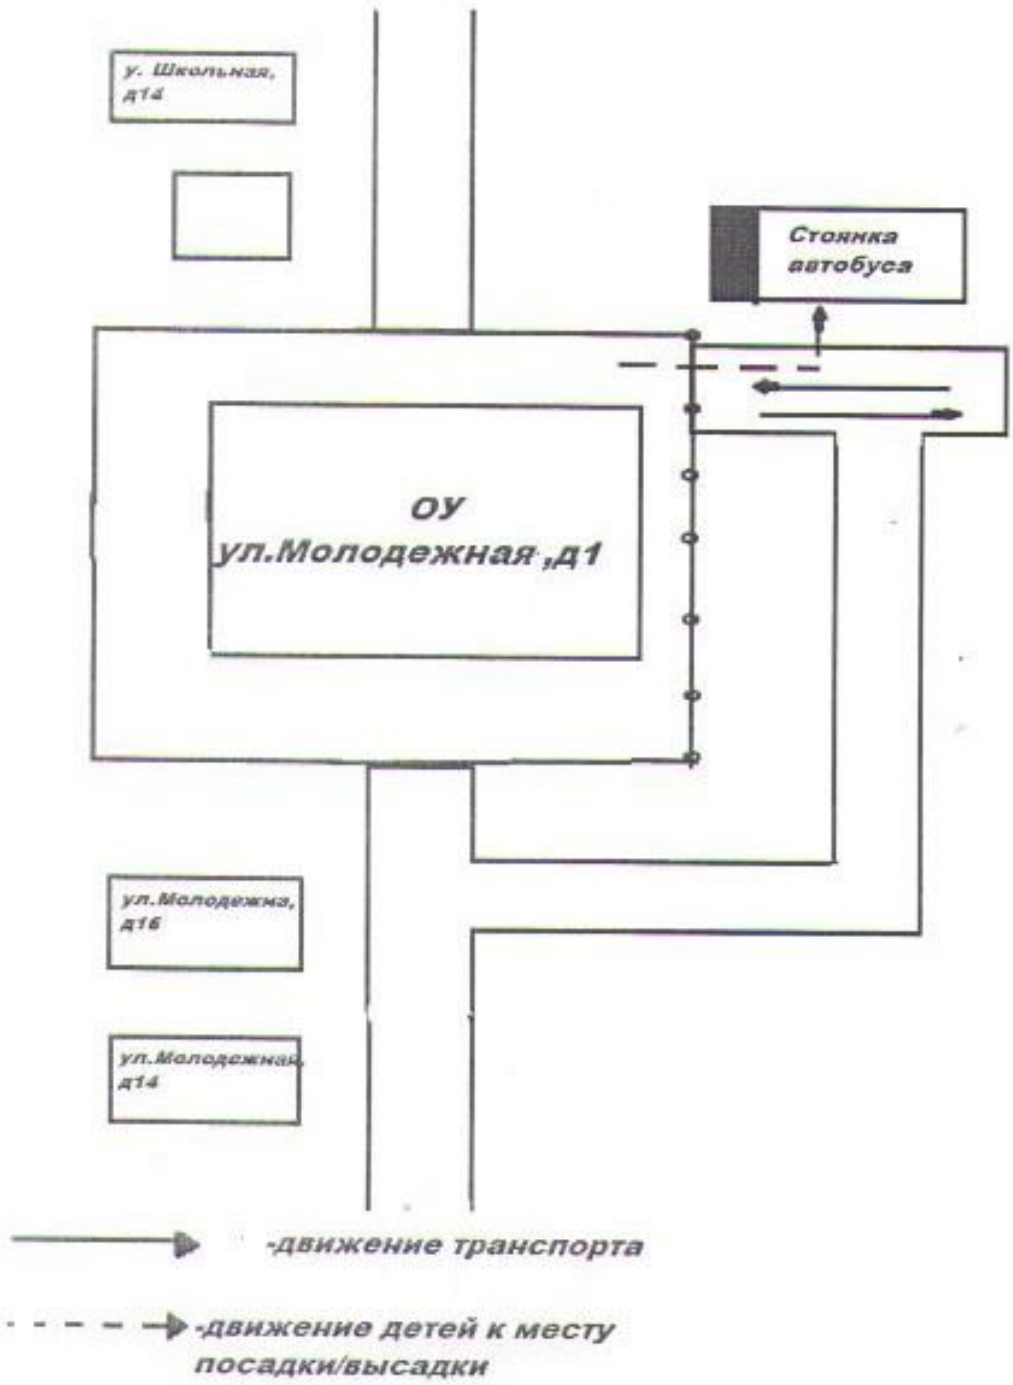 у. Школьная,
д14
Стоянка
автобуса
ОУ
ул.Молодежная ,д1
ул.Молодежна,
д15
ул.Молодежная,
д14
-движение транспорта
-движение детей к месту
посадки/высадки